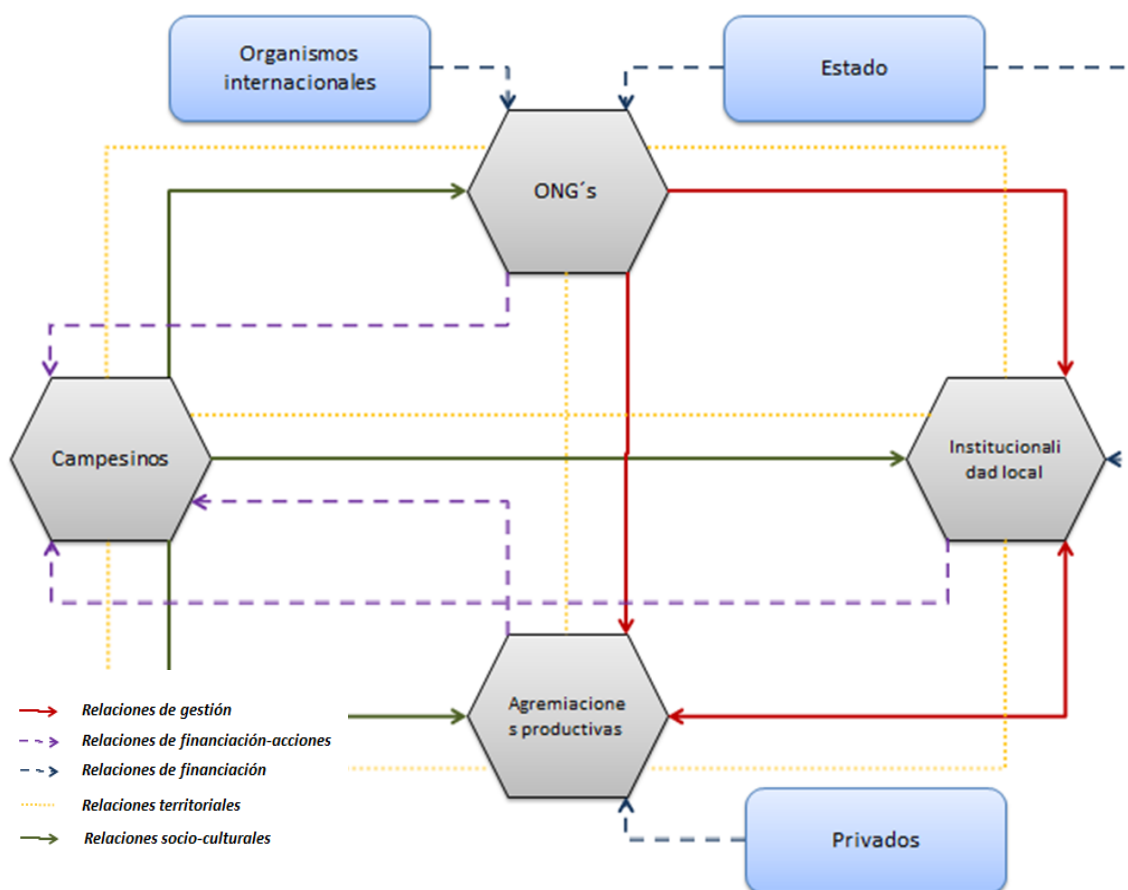 Organismos
internacionales
Estado
ONG´s
Campesinos
Institucionali
dad local
Agremiacione
s productivas
Privados
Relaciones de gestión
Relaciones de financiación-acciones
Relaciones de financiación
Relaciones territoriales
Relaciones socio-culturales